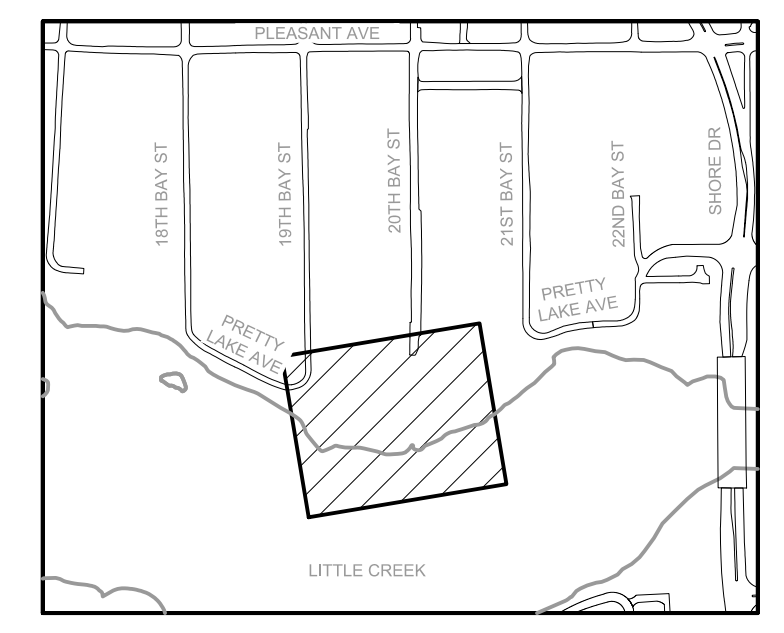 PLEASANT AVE
18TH BAY ST
19TH BAY ST
20TH BAY ST
21ST BAY ST
22ND BAY ST
SHORE DR
PRETTY
LAKE AVE
PRETTY
LAKE AVE
LITTLE CREEK